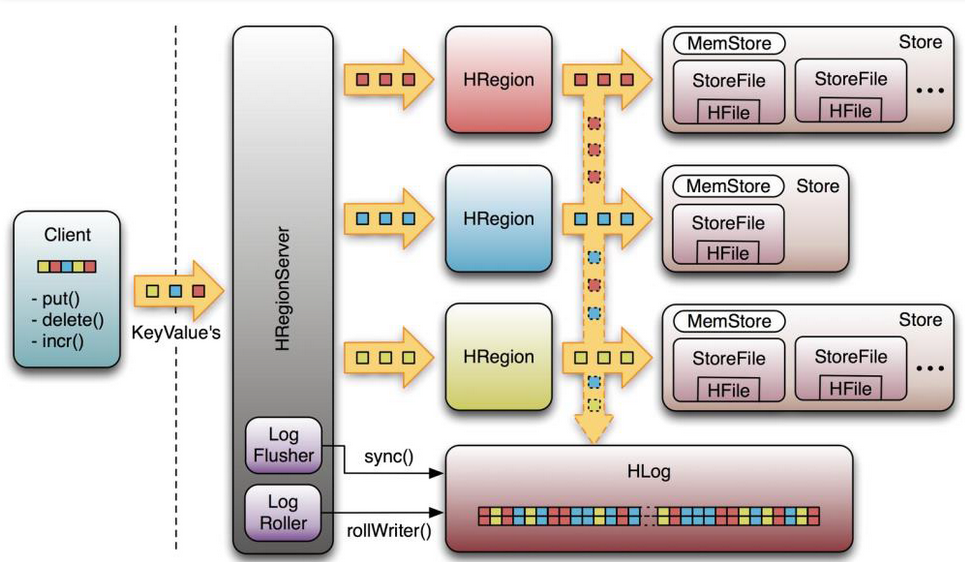 Client
- put()
- delete()
- incr()
KeyValue's
HRegionServer
Log
Flusher
Log
Roller
sync()
rollWriter()
HRegion
MemStore
Store
StoreFile
HFile
StoreFile
HFile
...
HRegion
MemStore
Store
StoreFile
HFile
HRegion
MemStore
Store
StoreFile
HFile
StoreFile
HFile
...
HLog